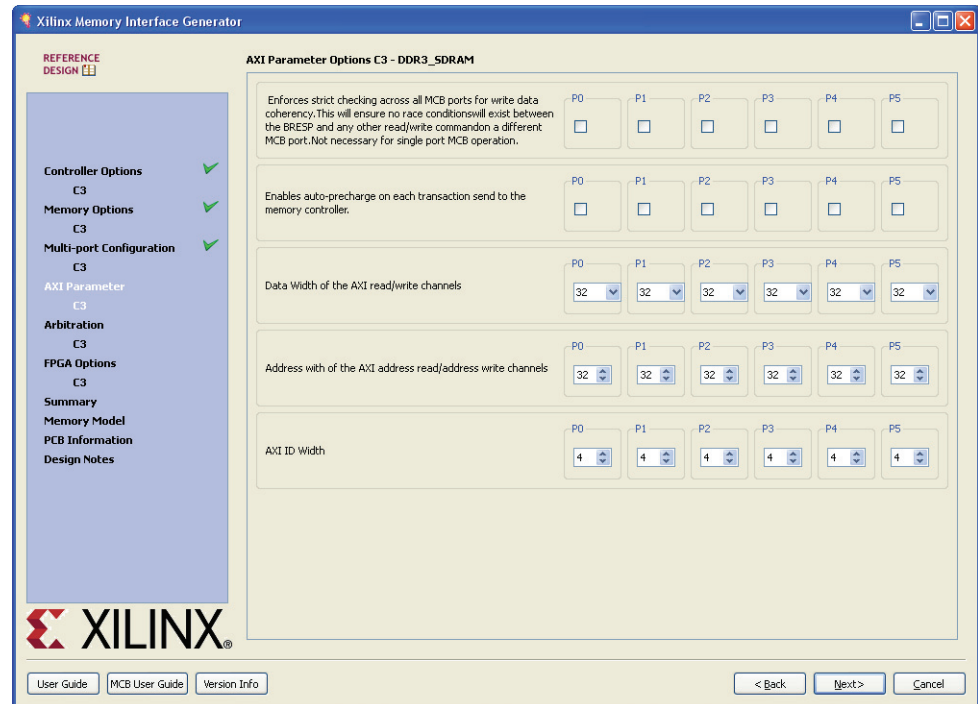 Xilinx Memory Interface Generator
REFERENCE
DESIGN
Controller Options
C3
Memory Options
C3
Multi-port Configuration
C3
AXI Parameter
C3
Arbitration
C3
FPGA Options
C3
Summary
Memory Model
PCB Information
Design Notes
XILINX®
AXI Parameter Options C3 - DDR3_SDRAM
Enforces strict checking across all MCB ports for write data
coherency.This will ensure no race conditionswill exist between
the BRESP and any other read/write commandon a different
MCB port.Not necessary for single port MCB operation.
P0 P1 P2 P3 P4 P5
Enables auto-precharge on each transaction send to the
memory controller.
P0 P1 P2 P3 P4 P5
Data Width of the AXI read/write channels
P0 P1 P2 P3 P4 P5
32 32 32 32 32 32
Address with of the AXI address read/address write channels
P0 P1 P2 P3 P4 P5
32 32 32 32 32 32
AXI ID Width
P0 P1 P2 P3 P4 P5
4 4 4 4 4 4
User Guide MCB User Guide Version Info < Back Next> Cancel